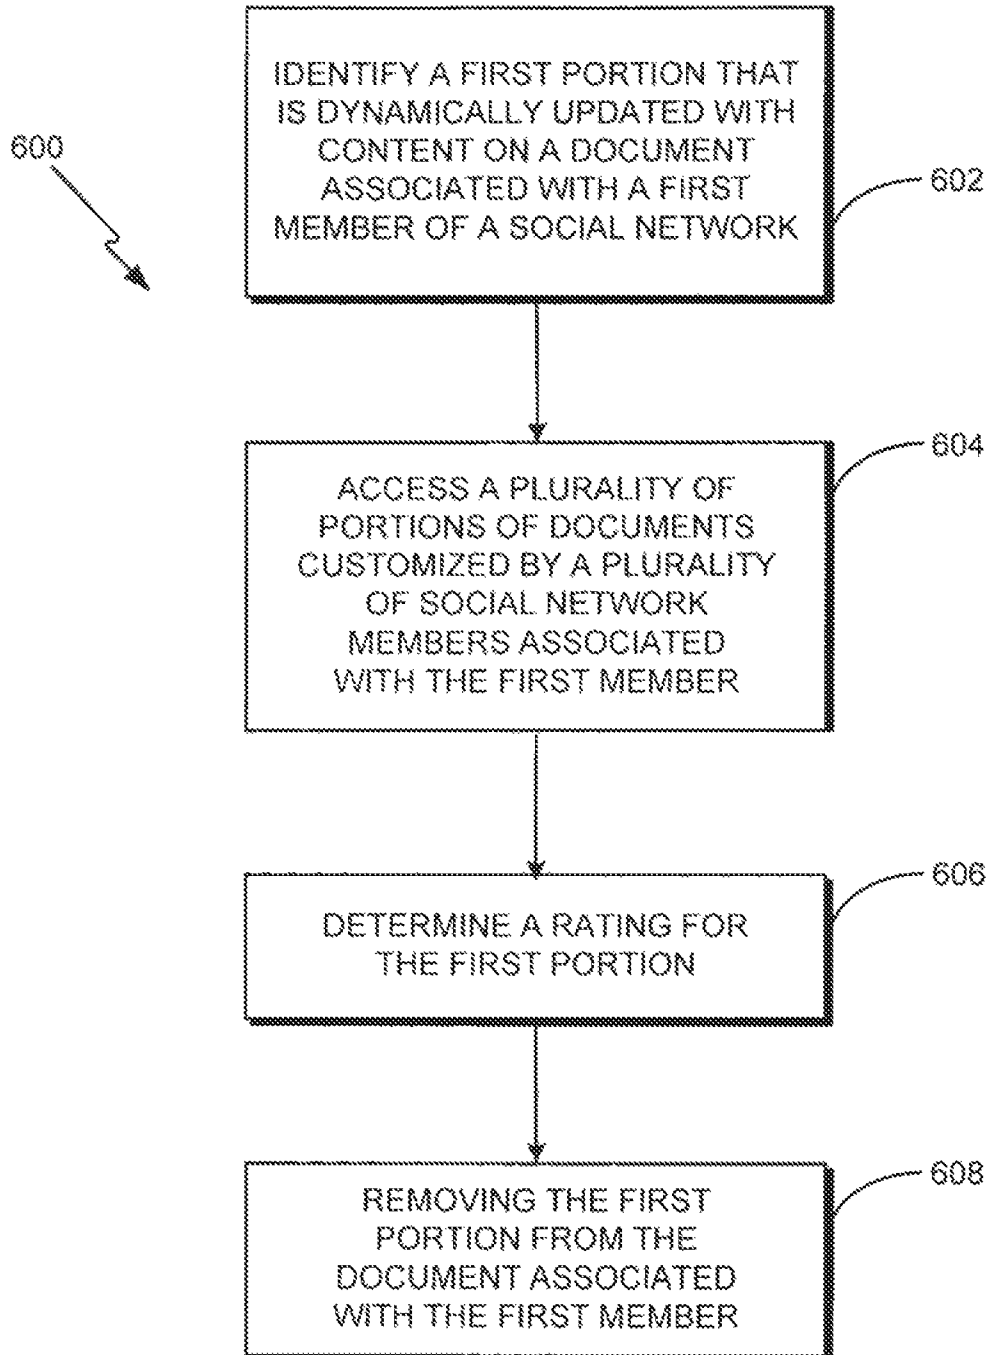 600
IDENTIFY A FIRST PORTION THAT
IS DYNAMICALLY UPDATED WITH
CONTENT ON A DOCUMENT
ASSOCIATED WITH A FIRST
MEMBER OF A SOCIAL NETWORK
602
ACCESS A PLURALITY OF
PORTIONS OF DOCUMENTS
CUSTOMIZED BY A PLURALITY
OF SOCIAL NETWORK
MEMBERS ASSOCIATED
WITH THE FIRST MEMBER
604
DETERMINE A RATING FOR
THE FIRST PORTION
606
REMOVING THE FIRST
PORTION FROM THE
DOCUMENT ASSOCIATED
WITH THE FIRST MEMBER
608